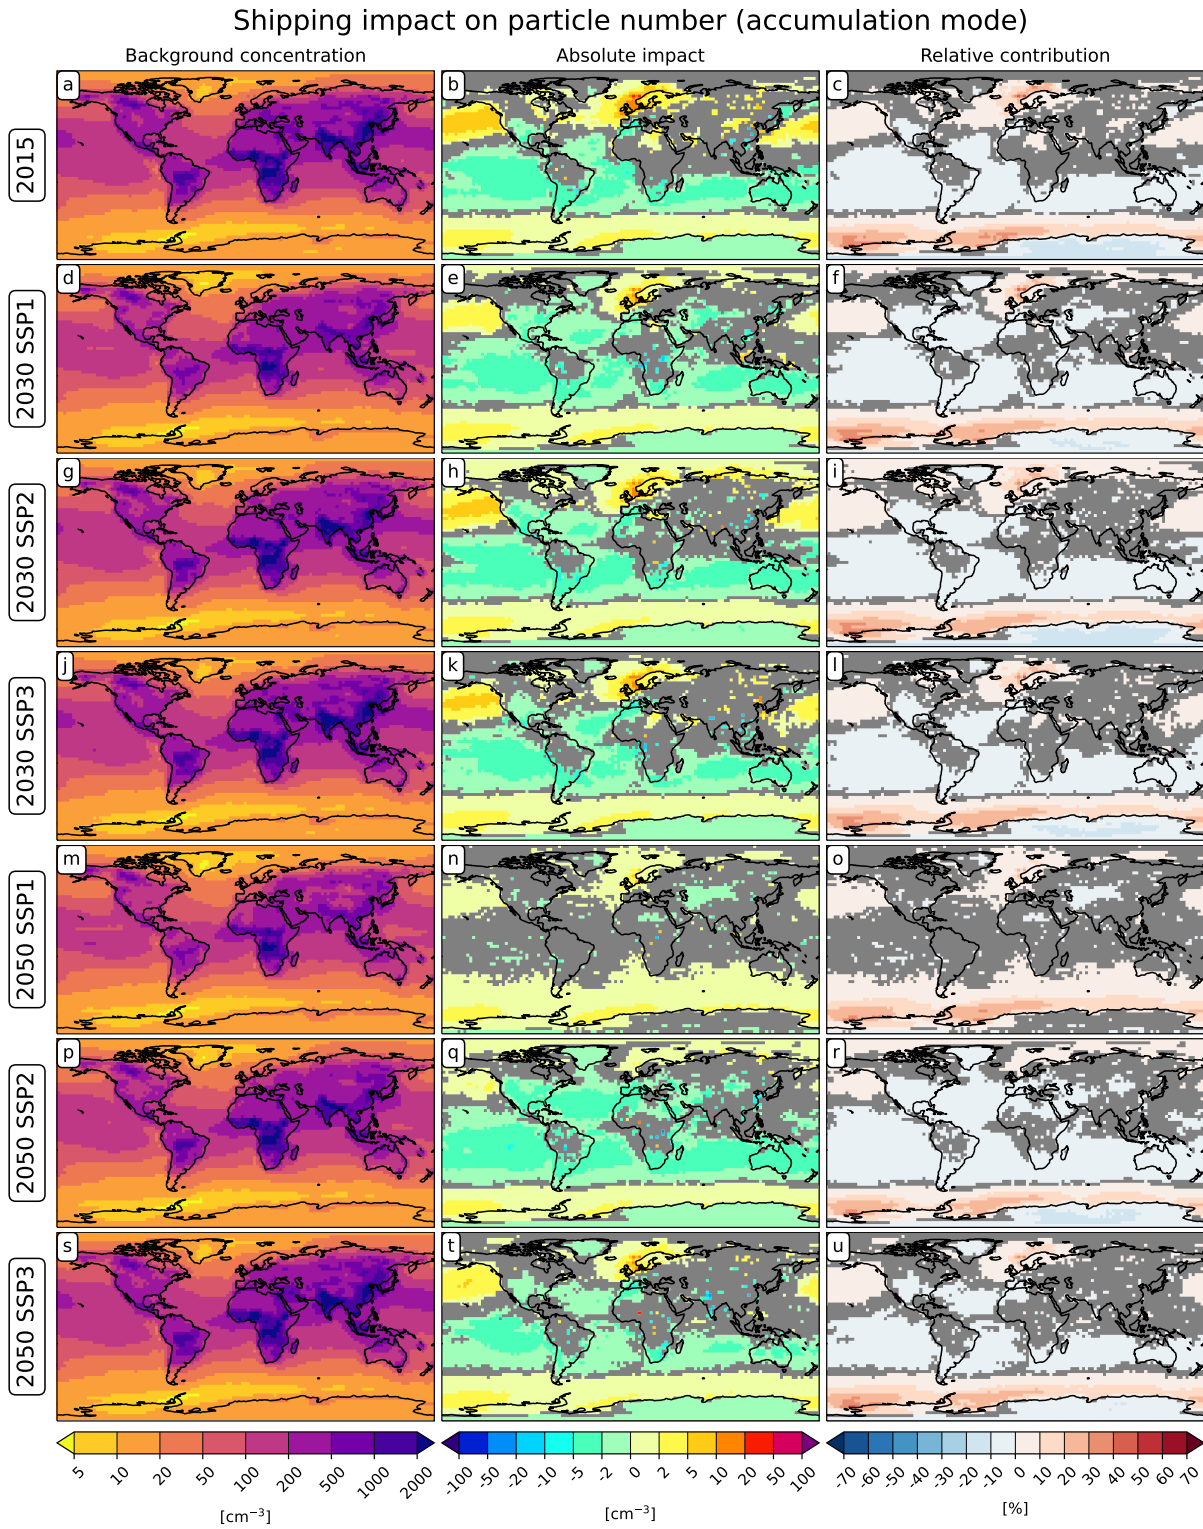 Shipping impact on particle number (accumulation mode)
Background concentration
Absolute impact
Relative contribution
2015
a
b
c
2030 SSP1
d
e
f
2030 SSP2
g
h
i
2030 SSP3
j
k
l
2050 SSP1
m
n
o
2050 SSP2
p
q
r
2050 SSP3
s
t
u
5 10 20 50 100 200 500 1000 2000
[cm⁻³]
-100 -50 -20 -10 -5 -2 0 2 5 10 20 50 100
[cm⁻³]
-70 -60 -50 -40 -30 -20 -10 0 10 20 30 40 50 60 70
[%]